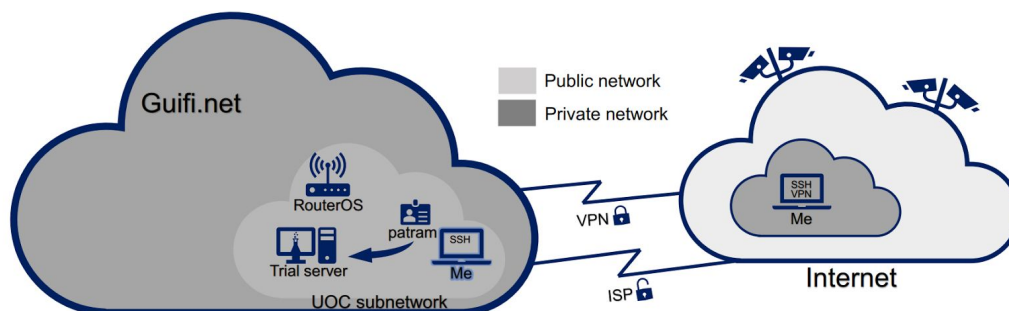 Guifi.net
Public network
Private network
RouterOS
patram
SSH
Trial server
Me
UOC subnetwork
VPN
ISP
SSH
VPN
Me
Internet